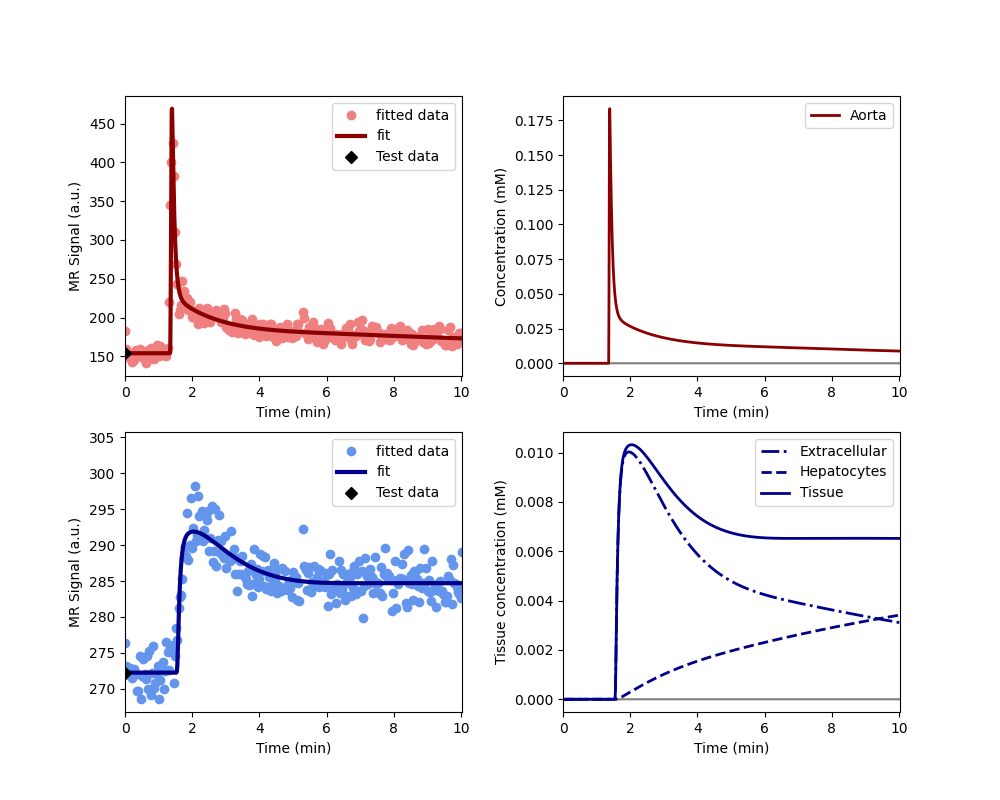 450
400
350
300
250
200
150
MR Signal (a.u.)
0 2 4 6 8 10
Time (min)
fitted data
fit
Test data
0.175
0.150
0.125
0.100
0.075
0.050
0.025
0.000
Concentration (mM)
0 2 4 6 8 10
Time (min)
Aorta
305
300
295
290
285
280
275
270
MR Signal (a.u.)
0 2 4 6 8 10
Time (min)
fitted data
fit
Test data
0.010
0.008
0.006
0.004
0.002
0.000
Tissue concentration (mM)
0 2 4 6 8 10
Time (min)
Extracellular
Hepatocytes
Tissue